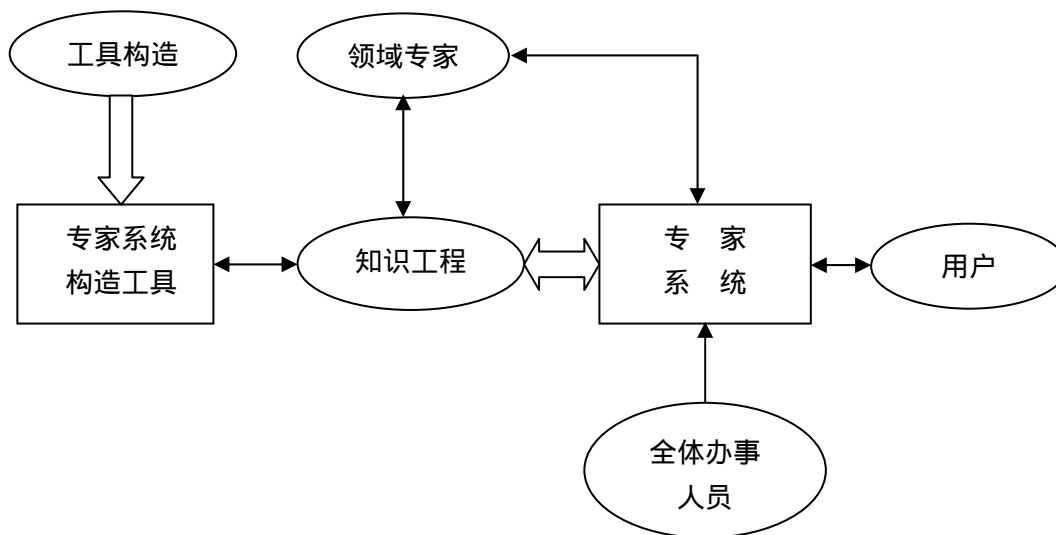 工具构造
领域专家
专家系统
构造工具
知识工程
专 家
系 统
用户
全体办事
人员